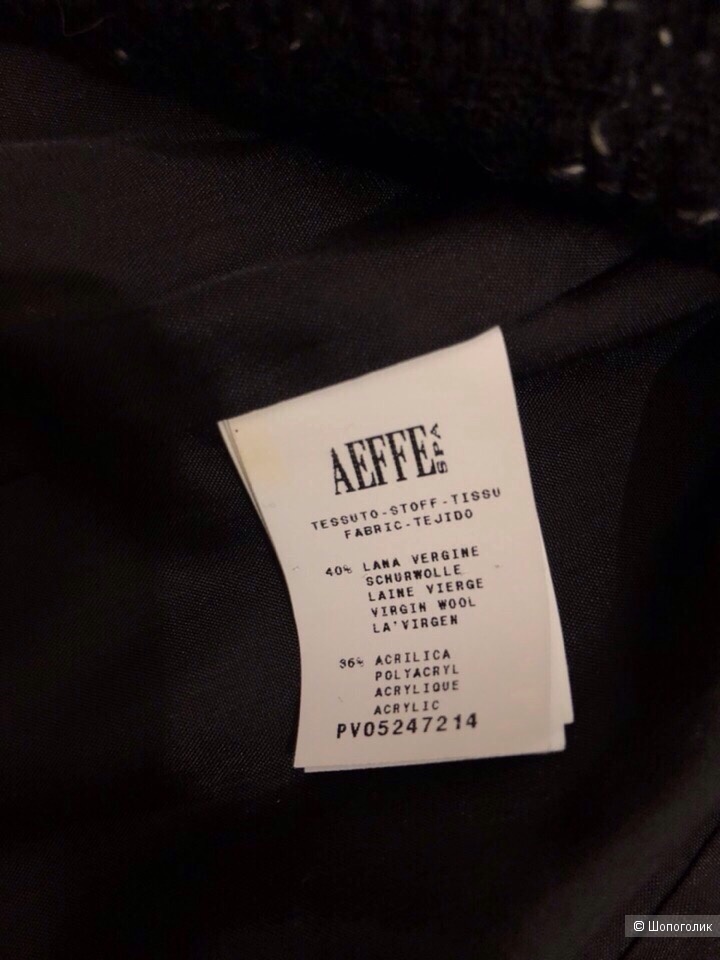 AEFFE SPA
TESSUTO-STOFF-TISSU
FABRIC-TEJIDO
40% LANA VERGINE
SCHURWOLLE
LAINE VIERGE
VIRGIN WOOL
LA'VIRGEN
36% ACRILICA
POLYACRYL
ACRYLIQUE
ACRYLIC
PV05247214
© Шопоголик